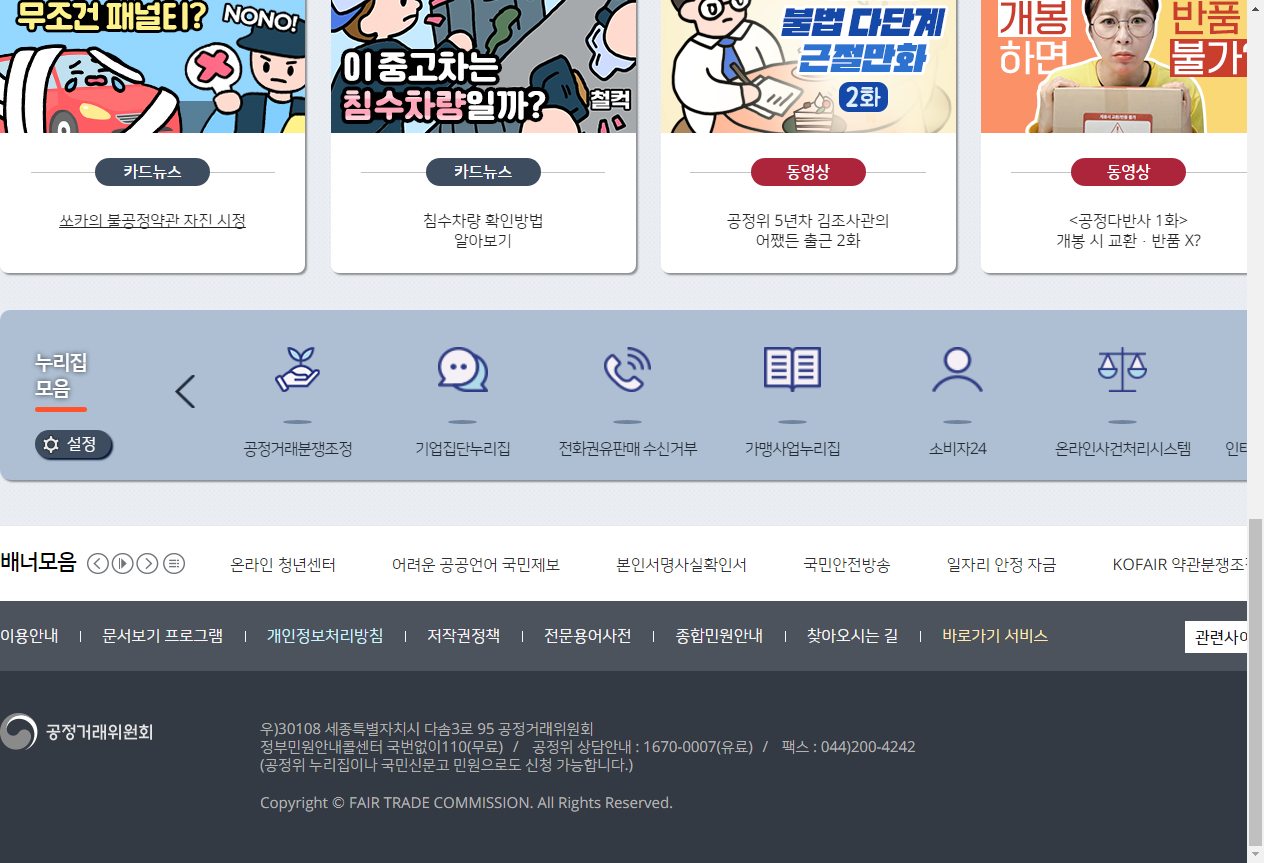 무조건 패널티?
NONO!
이 중고차는
침수차량일까?
철컥
불법 다단계
근절만화
2화
개봉
하면
반품
불가?
카드뉴스
카드뉴스
동영상
동영상
쏘카의 불공정약관 자진 시정
침수차량 확인방법
알아보기
공정위 5년차 김조사관의
어쨌든 출근 2화
<공정다반사 1화>
개봉 시 교환 · 반품 X?
누리집
모음
설정
공정거래분쟁조정
기업집단누리집
전화권유판매 수신거부
가맹사업누리집
소비자24
온라인사건처리시스템
배너모음
온라인 청년센터
어려운 공공언어 국민제보
본인서명사실확인서
국민안전방송
일자리 안정 자금
KOFAIR 약관분쟁조정
이용안내
문서보기 프로그램
개인정보처리방침
저작권정책
전문용어사전
종합민원안내
찾아오시는 길
바로가기 서비스
관련사이
공정거래위원회
우)30108 세종특별자치시 다솜3로 95 공정거래위원회
정부민원안내콜센터 국번없이110(무료) / 공정위 상담안내 : 1670-0007(유료) / 팩스 : 044)200-4242
(공정위 누리집이나 국민신문고 민원으로도 신청 가능합니다.)
Copyright © FAIR TRADE COMMISSION. All Rights Reserved.